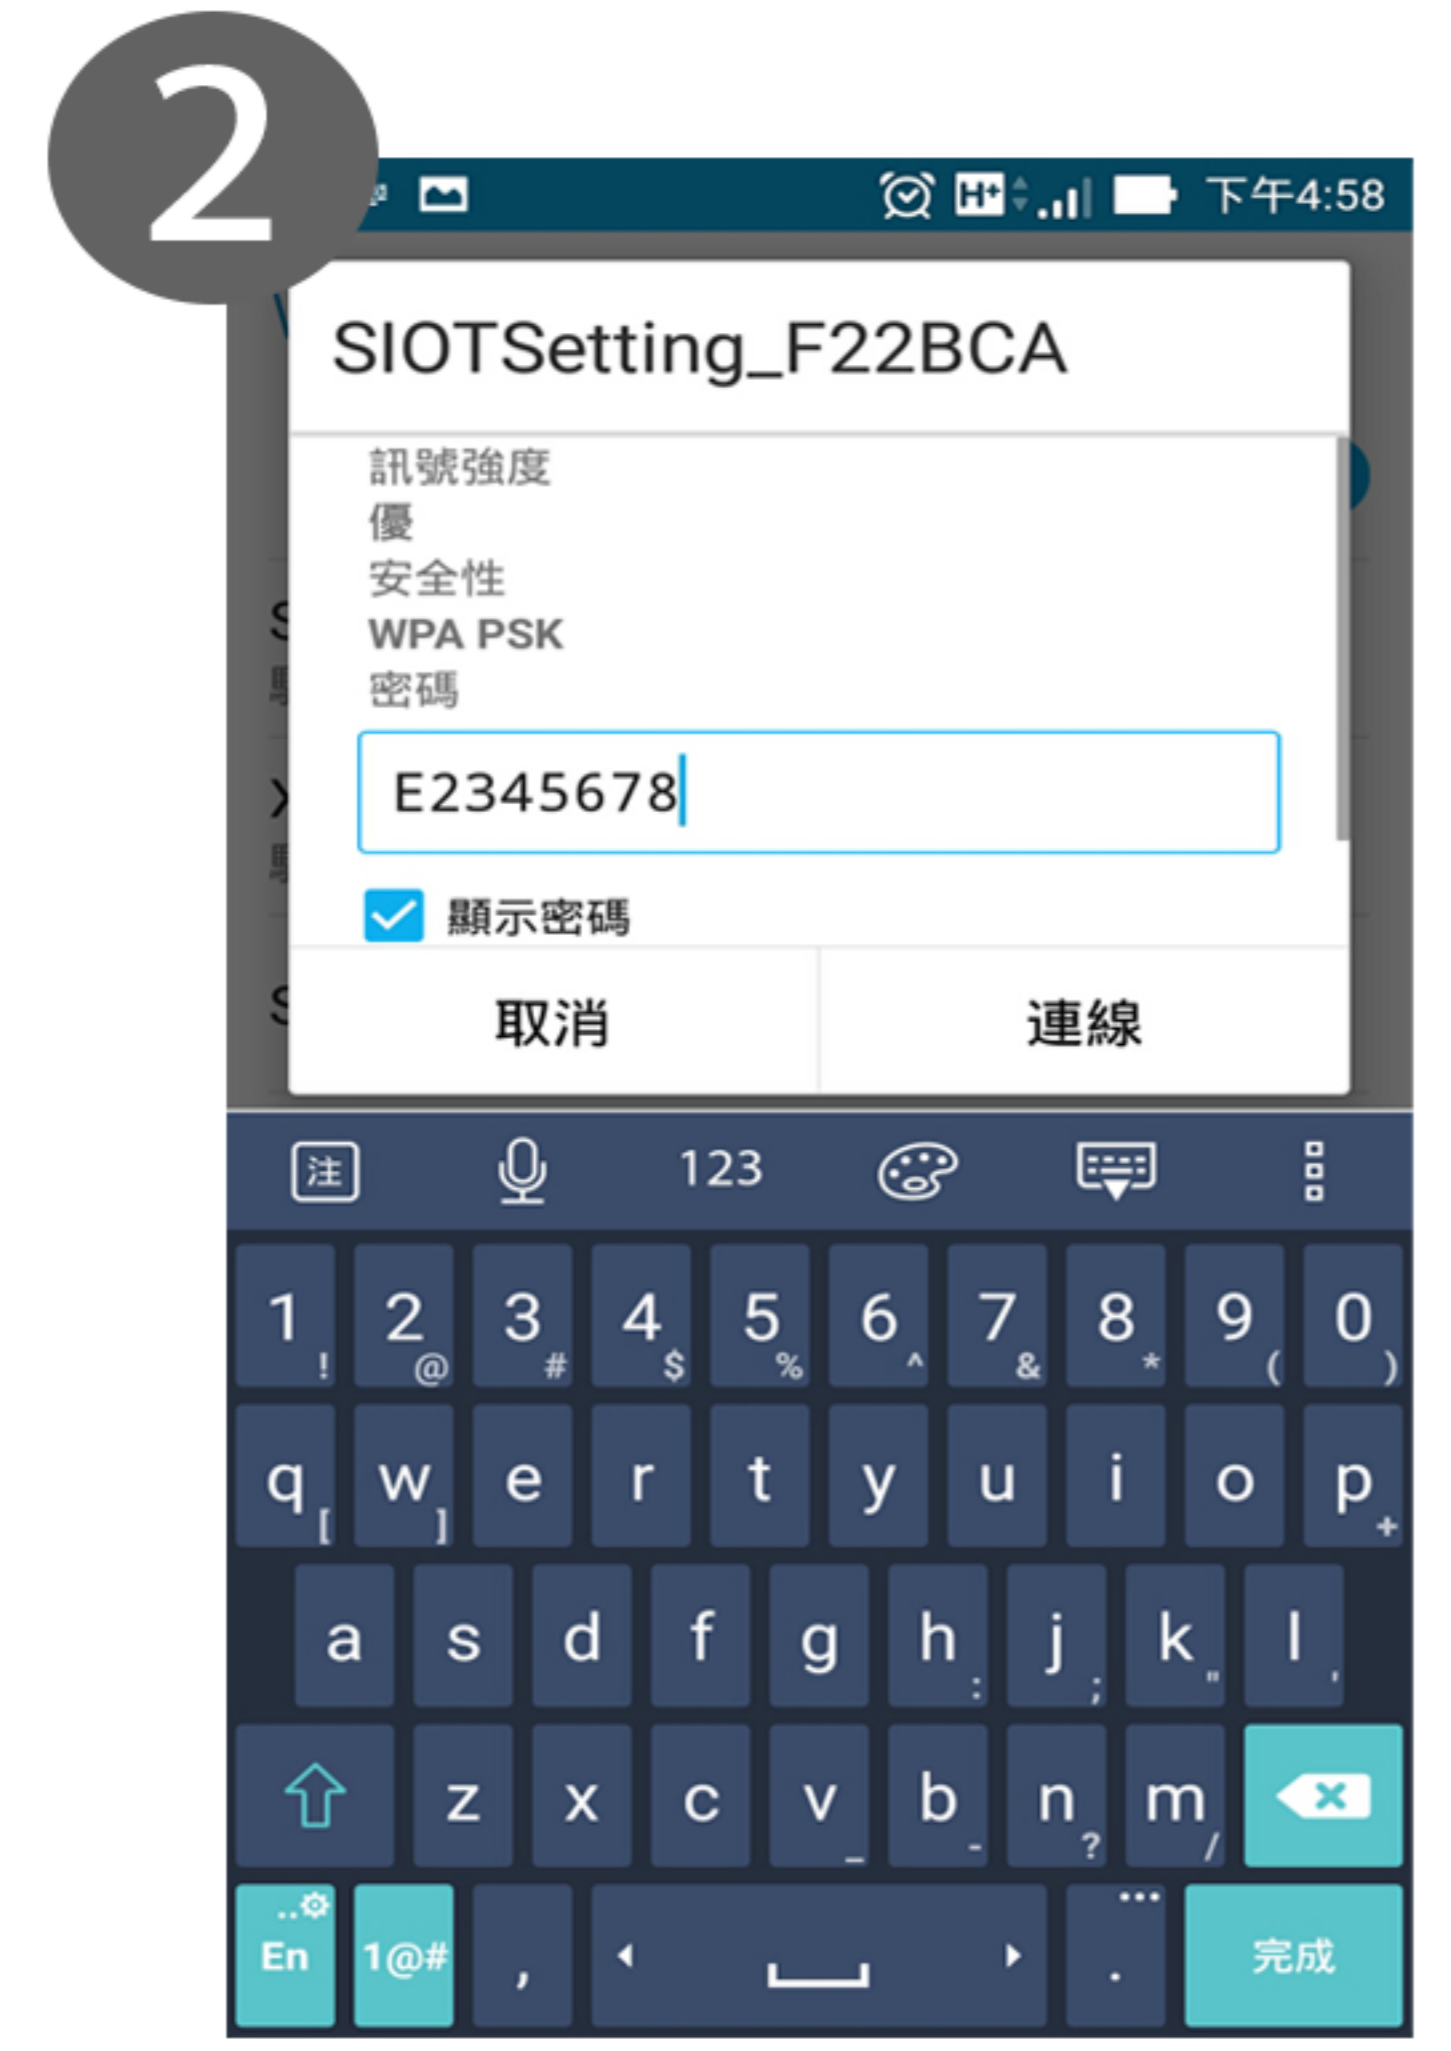 2
下午4:58
SIOTSetting_F22BCA
訊號強度
優
安全性
WPA PSK
密碼
E2345678
顯示密碼
取消 連線
注 123
1 ! 2 @ 3 # 4 $ 5 % 6 ^ 7 & 8 * 9 ( 0 )
q [ w ] e r t y u i o p +
a s d f g h : j ; k " l '
z x c v _ b - n ? m /
En 1@# , . 完成